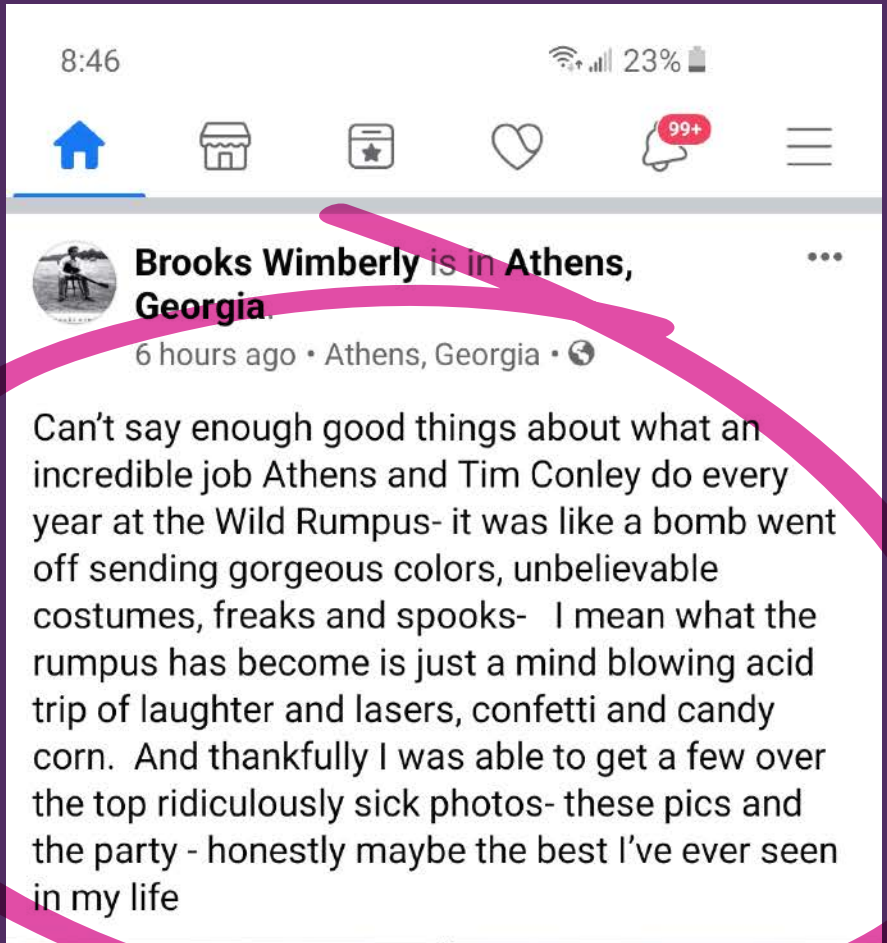 8:46
23%
99+
Brooks Wimberly is in Athens,
Georgia.
6 hours ago • Athens, Georgia •
Can’t say enough good things about what an
incredible job Athens and Tim Conley do every
year at the Wild Rumpus- it was like a bomb went
off sending gorgeous colors, unbelievable
costumes, freaks and spooks-   I mean what the
rumpus has become is just a mind blowing acid
trip of laughter and lasers, confetti and candy
corn.  And thankfully I was able to get a few over
the top ridiculously sick photos- these pics and
the party - honestly maybe the best I’ve ever seen
in my life